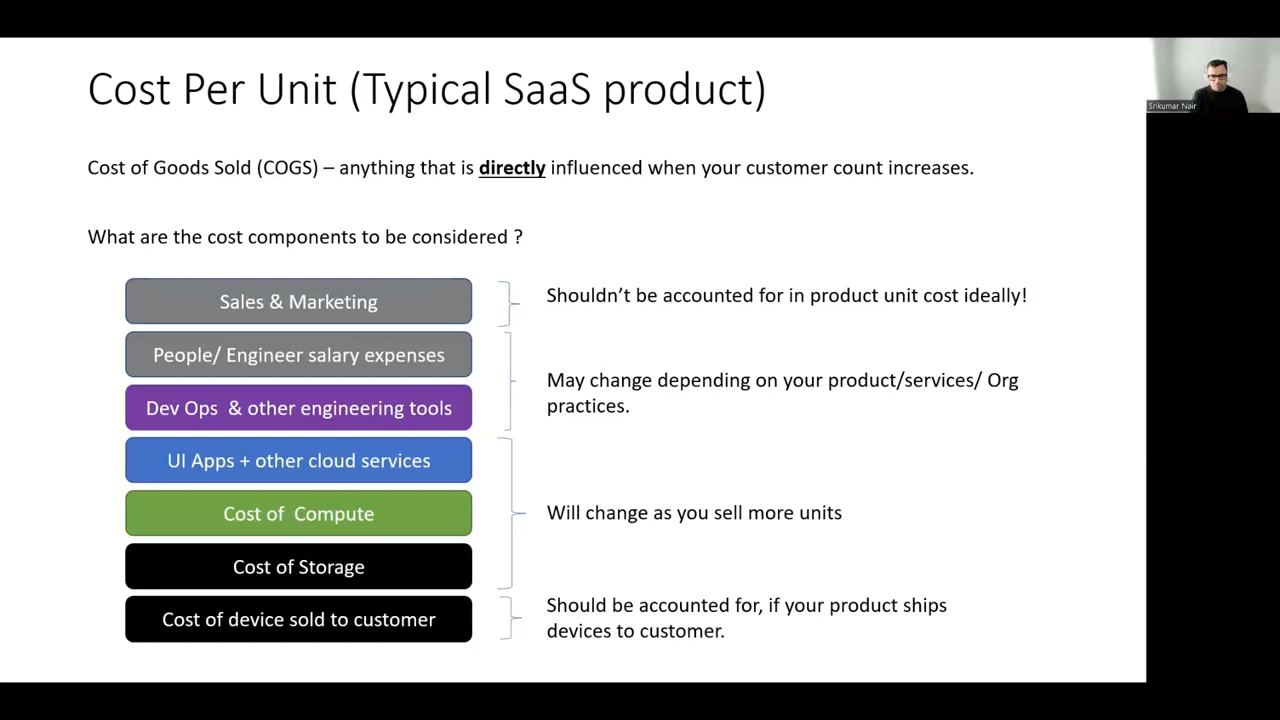 Cost Per Unit (Typical SaaS product)
Srikumar Nair
Cost of Goods Sold (COGS) – anything that is directly influenced when your customer count increases.
What are the cost components to be considered ?
Sales & Marketing
Shouldn’t be accounted for in product unit cost ideally!
People/ Engineer salary expenses
Dev Ops & other engineering tools
May change depending on your product/services/ Org
practices.
UI Apps + other cloud services
Cost of Compute
Cost of Storage
Will change as you sell more units
Cost of device sold to customer
Should be accounted for, if your product ships
devices to customer.